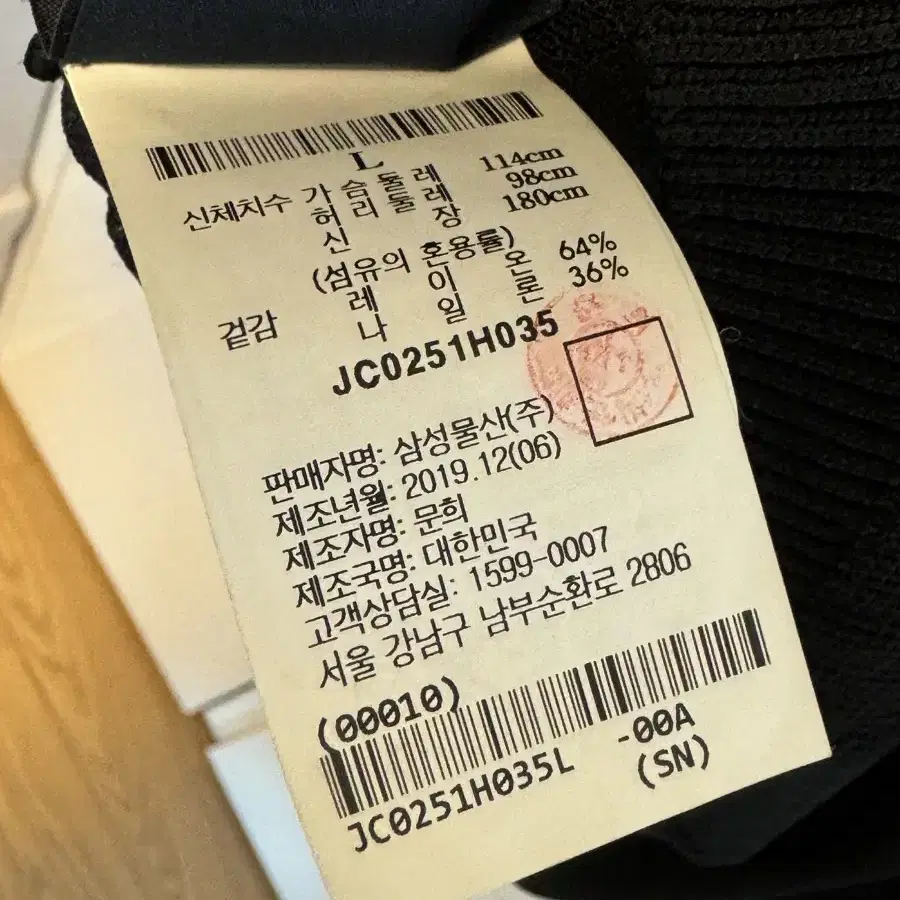 L
신체치수 가슴둘레 114cm
허리둘레 98cm
신장 180cm
(섬유의 혼용률)
겉감 레이온 64%
나일론 36%
JC0251H035
판매자명: 삼성물산(주)
제조년월: 2019.12(06)
제조자명: 문희
제조국명: 대한민국
고객상담실: 1599-0007
서울 강남구 남부순환로 2806
(00010)
JC0251H035L -00A
(SN)